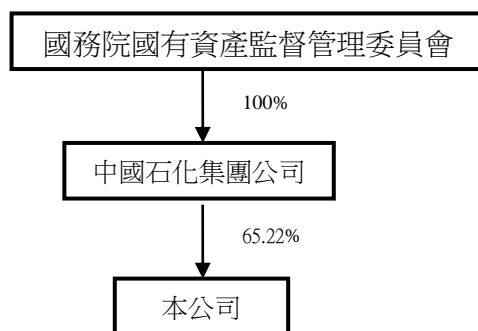 國務院國有資產監督管理委員會
100%
中國石化集團公司
65.22%
本公司